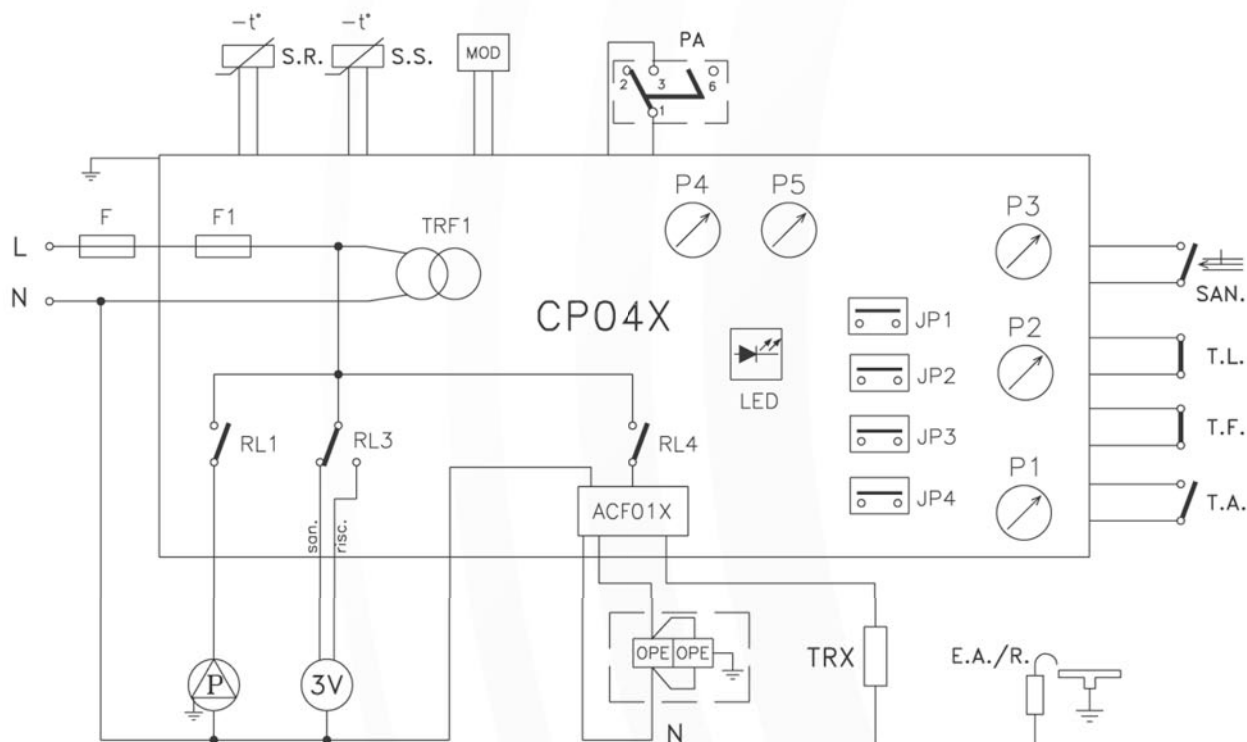 -t°
-t°
S.R.
S.S.
MOD
PA
2
3
6
1
F
F1
TRF1
P4
P5
P3
L
N
SAN.
CP04X
JP1
P2
LED
JP2
T.L.
RL1
RL3
RL4
JP3
T.F.
P1
ACF01X
JP4
T.A.
san.
risc.
P
3V
OPE
OPE
TRX
E.A./R.
N